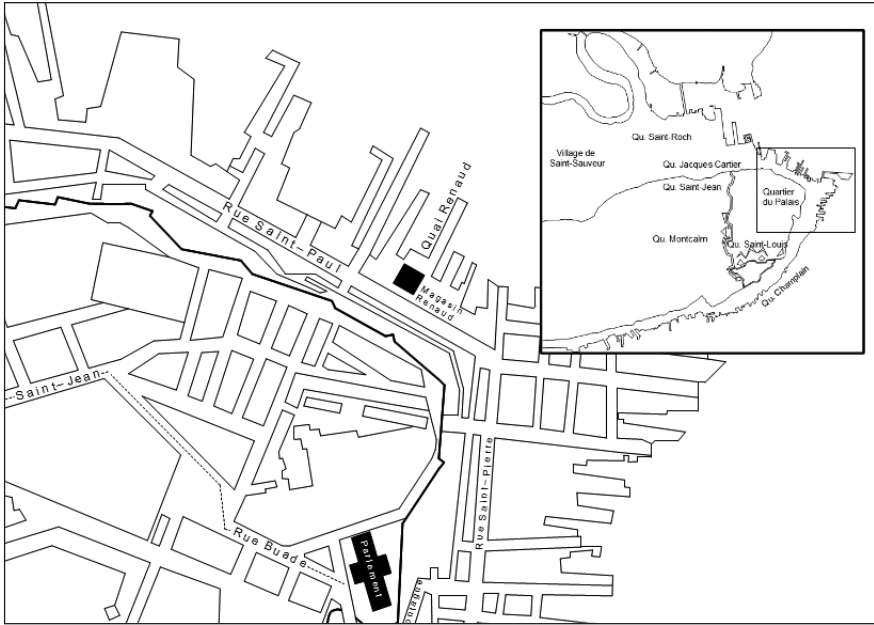 Rue Saint-Paul
Quai Renaud
Magasin
Renaud
Saint-Jean
Rue Buade
Parlement
Rue Saint-Pierre
Qu. Saint-Roch
Village de
Saint-Sauveur
Qu. Jacques Cartier
Qu. Saint-Jean
Quartier
du Palais
Qu. Montcalm
Qu. Saint-Louis
Qu. Champlain